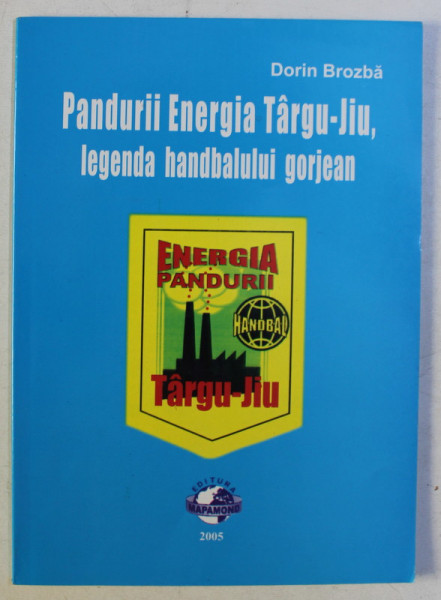 Dorin Brozbă
Pandurii Energia Târgu-Jiu,
legenda handbalului gorjean
ENERGIA
PANDURII
HANDBAL
Târgu-Jiu
EDITURA
MAPAMOND
2005